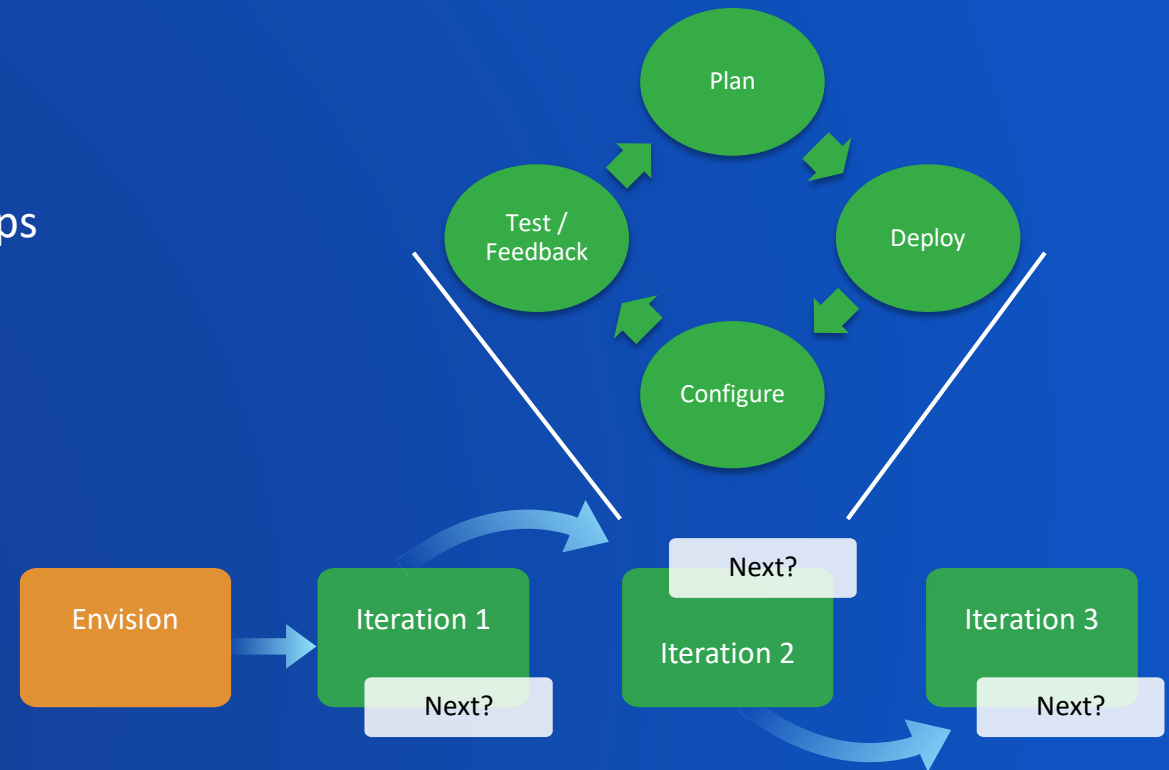 Plan
ps
Test /
Feedback
Deploy
Configure
Next?
Envision
Iteration 1
Iteration 2
Iteration 3
Next?
Next?